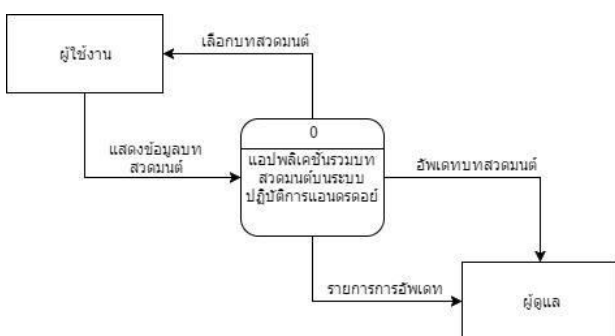 เลือกบทสวดมนต์
ผู้ใช้งาน
แสดงข้อมูลบท
สวดมนต์
0
แอปพลิเคชันรวมบท
สวดมนต์บนระบบ
ปฏิบัติการแอนดรอยด์
อัพเดทบทสวดมนต์
รายการการอัพเดท
ผู้ดูแล